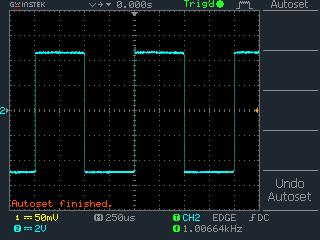 GWINSTEK 0.000s Trig'd Autoset
2
Autoset finished.
Undo
Autoset
1 50mV M 250us T CH2 EDGE DC
2 2V f 1.00664kHz